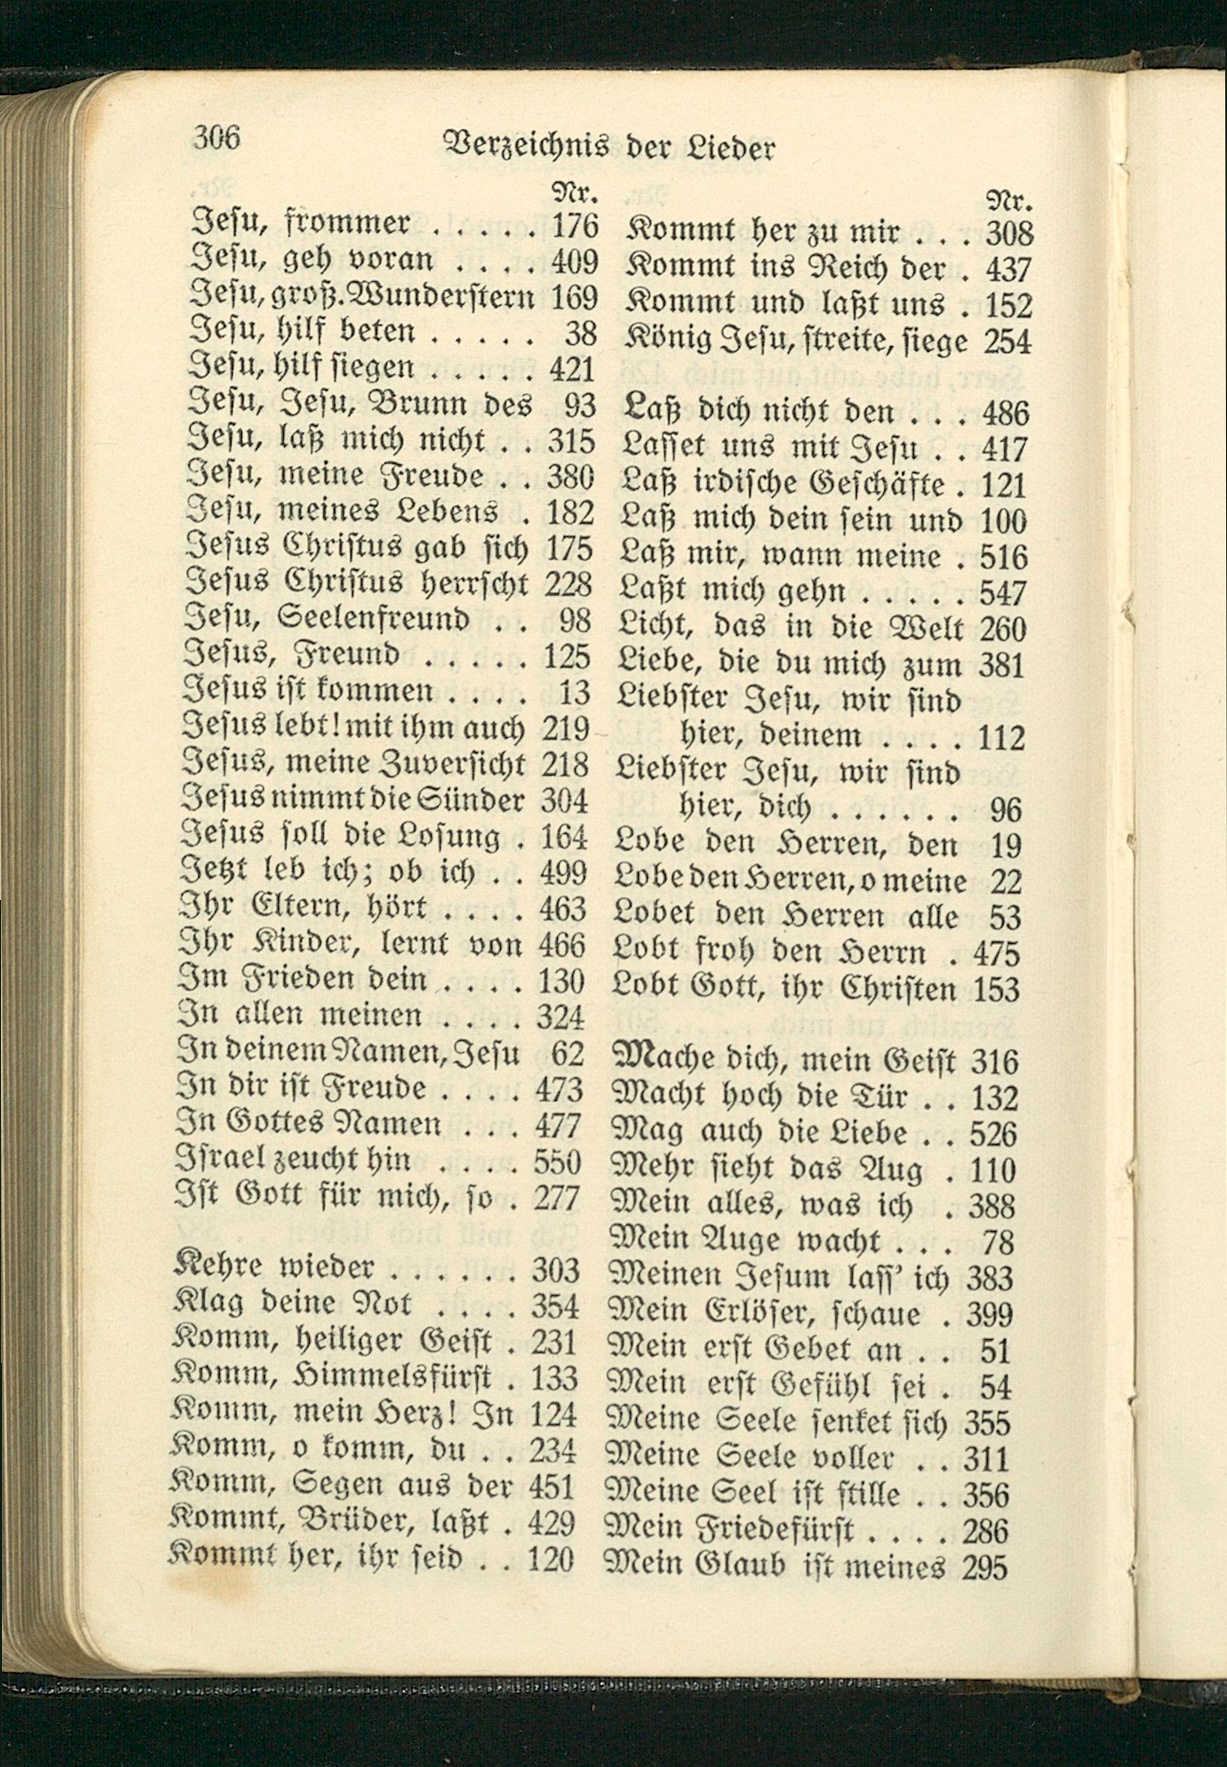 306
Verzeichnis der Lieder
Nr.
Jesu, frommer . . . . . 176
Jesu, geh voran . . . . 409
Jesu, groß. Wunderstern 169
Jesu, hilf beten . . . . . 38
Jesu, hilf siegen . . . . . 421
Jesu, Jesu, Brunn des 93
Jesu, laß mich nicht . . 315
Jesu, meine Freude . . 380
Jesu, meines Lebens . 182
Jesus Christus gab sich 175
Jesus Christus herrscht 228
Jesu, Seelenfreund . . 98
Jesus, Freund . . . . . 125
Jesus ist kommen . . . . 13
Jesus lebt! mit ihm auch 219
Jesus, meine Zuversicht 218
Jesus nimmt die Sünder 304
Jesus soll die Losung . 164
Jetzt leb ich; ob ich . . 499
Ihr Eltern, hört . . . . 463
Ihr Kinder, lernt von 466
Im Frieden dein . . . . 130
In allen meinen . . . . 324
In deinem Namen, Jesu 62
In dir ist Freude . . . . 473
In Gottes Namen . . . 477
Israel zeucht hin . . . . 550
Ist Gott für mich, so . 277
Kehre wieder . . . . . . 303
Klag deine Not . . . . 354
Komm, heiliger Geist . 231
Komm, Himmelsfürst . 133
Komm, mein Herz! In 124
Komm, o komm, du . . 234
Komm, Segen aus der 451
Kommt, Brüder, laßt . 429
Kommt her, ihr seid . . 120
Nr.
Kommt her zu mir . . . 308
Kommt ins Reich der . 437
Kommt und laßt uns . 152
König Jesu, streite, siege 254
Laß dich nicht den . . . 486
Lasset uns mit Jesu . . 417
Laß irdische Geschäfte . 121
Laß mich dein sein und 100
Laß mir, wann meine . 516
Laßt mich gehn . . . . . 547
Licht, das in die Welt 260
Liebe, die du mich zum 381
Liebster Jesu, wir sind
hier, deinem . . . . 112
Liebster Jesu, wir sind
hier, dich . . . . . . 96
Lobe den Herren, den 19
Lobe den Herren, o meine 22
Lobet den Herren alle 53
Lobt froh den Herrn . 475
Lobt Gott, ihr Christen 153
Mache dich, mein Geist 316
Macht hoch die Tür . . 132
Mag auch die Liebe . . 526
Mehr sieht das Aug . 110
Mein alles, was ich . 388
Mein Auge wacht . . . 78
Meinen Jesum lass' ich 383
Mein Erlöser, schaue . 399
Mein erst Gebet an . . 51
Mein erst Gefühl sei . 54
Meine Seele senket sich 355
Meine Seele voller . . 311
Meine Seel ist stille . . 356
Mein Friedefürst . . . . 286
Mein Glaub ist meines 295